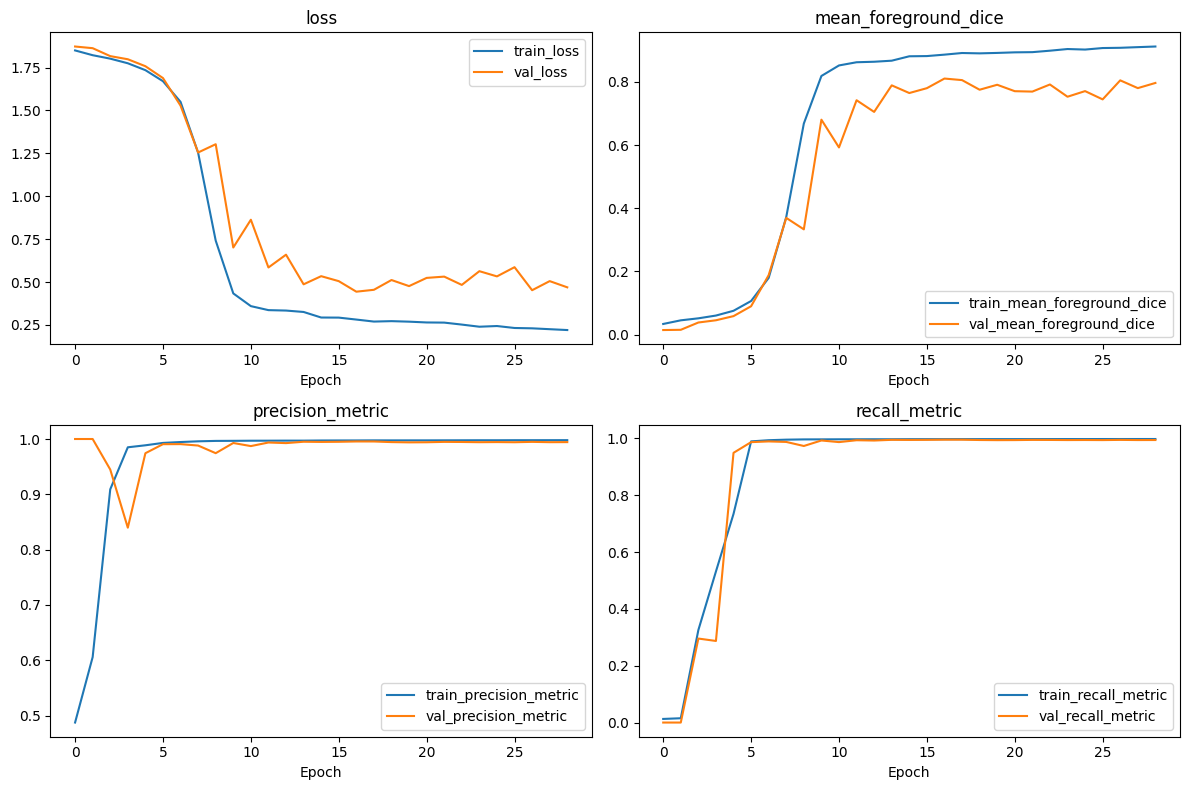 loss
1.75
1.50
1.25
1.00
0.75
0.50
0.25
0 5 10 15 20 25
Epoch
train_loss
val_loss
mean_foreground_dice
0.8
0.6
0.4
0.2
0.0
0 5 10 15 20 25
Epoch
train_mean_foreground_dice
val_mean_foreground_dice
precision_metric
1.0
0.9
0.8
0.7
0.6
0.5
0 5 10 15 20 25
Epoch
train_precision_metric
val_precision_metric
recall_metric
1.0
0.8
0.6
0.4
0.2
0.0
0 5 10 15 20 25
Epoch
train_recall_metric
val_recall_metric